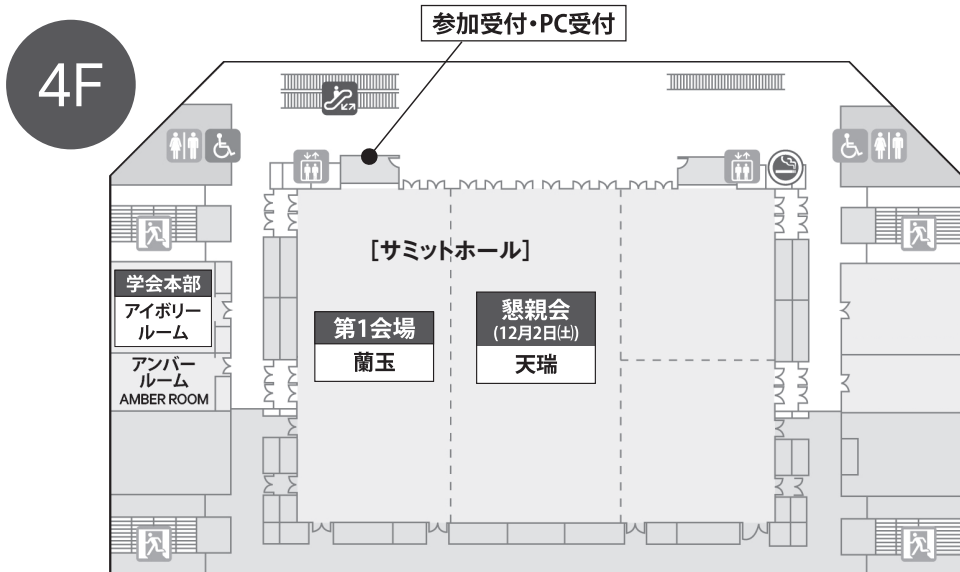 参加受付・PC受付
4F
［サミットホール］
学会本部
アイボリー
ルーム
アンバー
ルーム
AMBER ROOM
第1会場
蘭玉
懇親会
(12月2日㈯)
天瑞